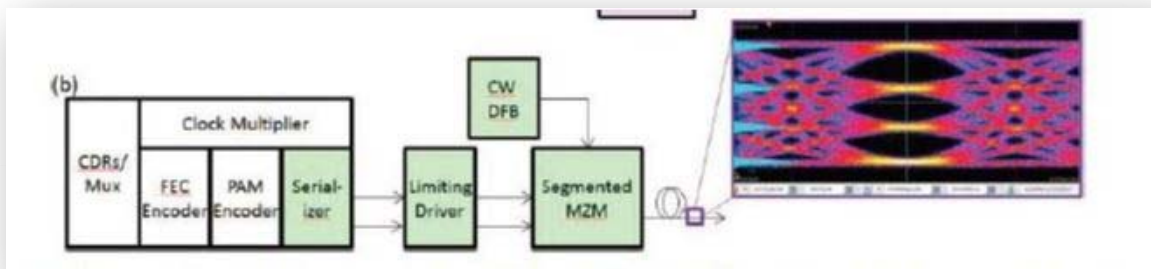 (b)
CW
DFB
Clock Multiplier
CDRs/
Mux
FEC
Encoder
PAM
Encoder
Serial-
izer
Limiting
Driver
Segmented
MZM